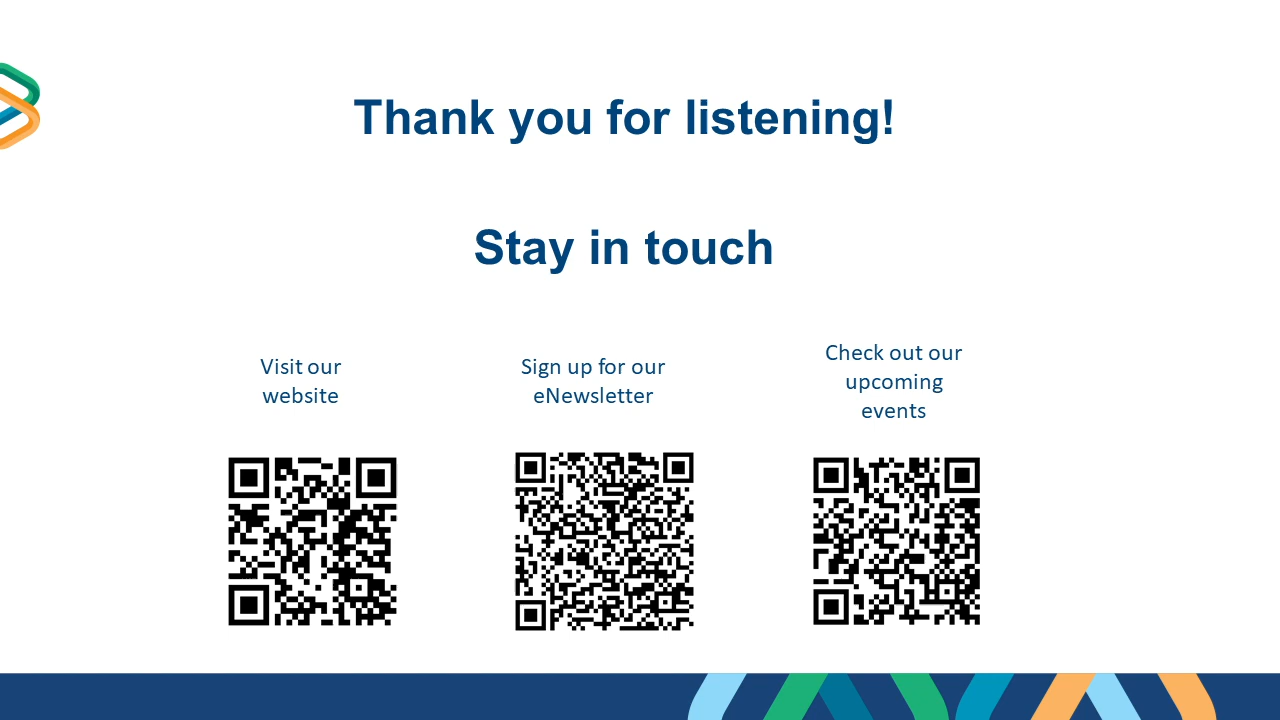 Thank you for listening!
Stay in touch
Visit our
website
Sign up for our
eNewsletter
Check out our
upcoming
events